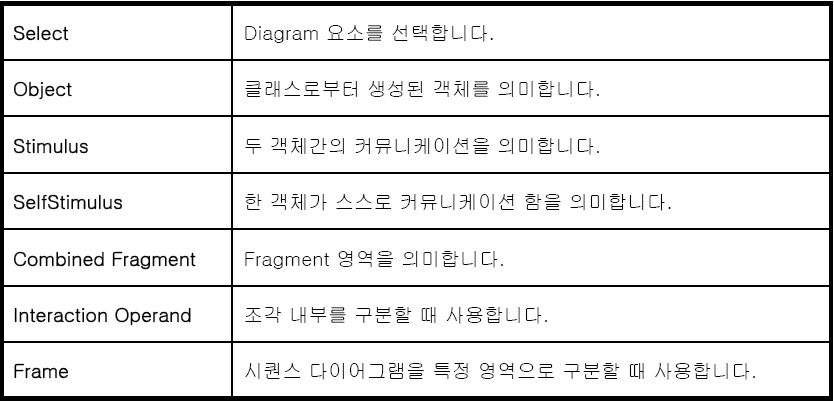 Select Diagram 요소를 선택합니다.
Object 클래스로부터 생성된 객체를 의미합니다.
Stimulus 두 객체간의 커뮤니케이션을 의미합니다.
SelfStimulus 한 객체가 스스로 커뮤니케이션 함을 의미합니다.
Combined Fragment Fragment 영역을 의미합니다.
Interaction Operand 조각 내부를 구분할 때 사용합니다.
Frame 시퀀스 다이어그램을 특정 영역으로 구분할 때 사용합니다.